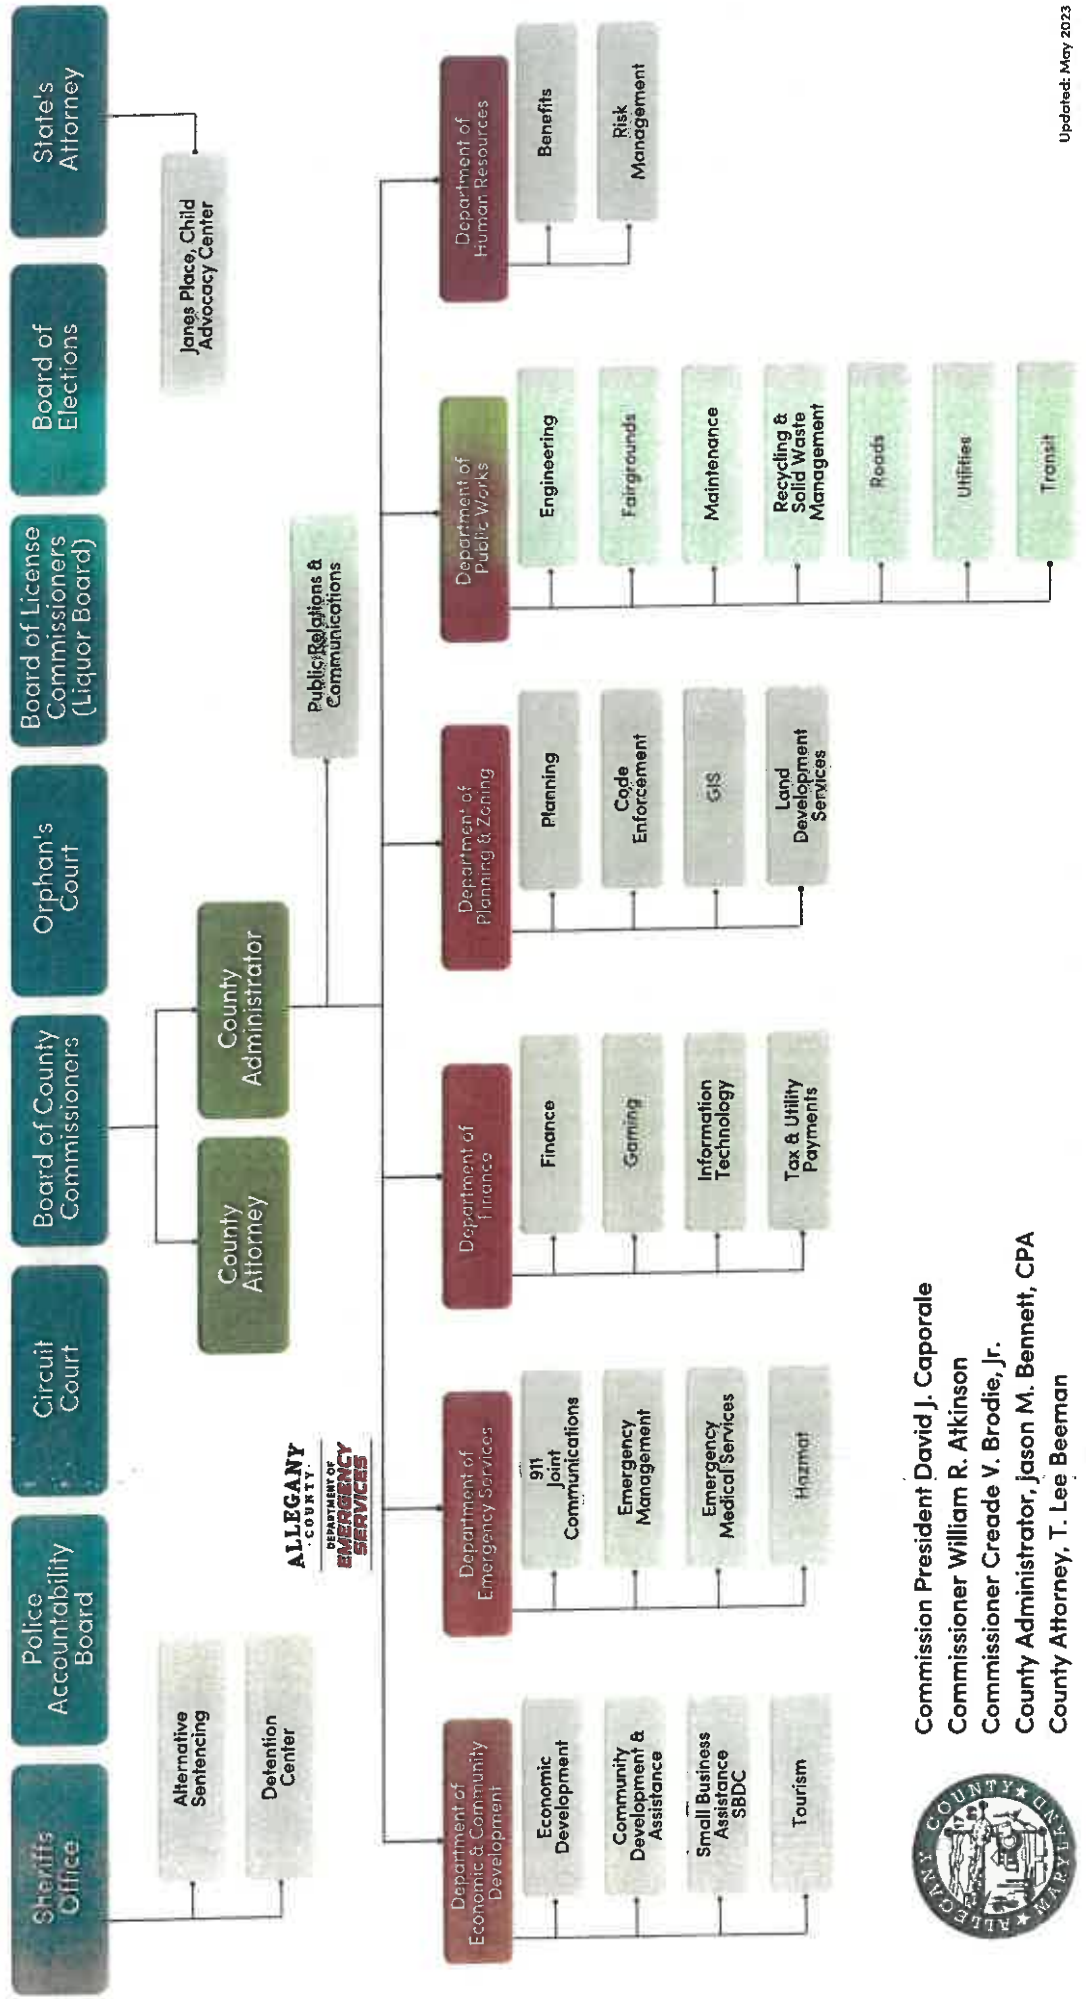 Sheriffs
Office
Police
Accountability
Board
Circuit
Court
Board of County
Commissioners
Orphan's
Court
Board of License
Commissioners
(Liquor Board)
Board of
Elections
State's
Attorney
Alternative
Sentencing
Detention
Center
County
Attorney
County
Administrator
Janes Place, Child
Advocacy Center
Public Relations &
Communications
ALLEGANY
· COUNTY ·
DEPARTMENT OF
EMERGENCY
SERVICES
Department of
Economic & Community
Development
Economic
Development
Community
Development &
Assistance
Small Business
Assistance
SBDC
Tourism
Department of
Emergency Services
911
Joint
Communications
Emergency
Management
Emergency
Medical Services
Hazmat
Department of
Finance
Finance
Gaming
Information
Technology
Tax & Utility
Payments
Department of
Planning & Zoning
Planning
Code
Enforcement
GIS
Land
Development
Services
Department of
Public Works
Engineering
Fairgrounds
Maintenance
Recycling &
Solid Waste
Management
Roads
Utilities
Transit
Department of
Human Resources
Benefits
Risk
Management
ALLEGANY COUNTY ★ MARYLAND ★
1789
Commission President David J. Caporale
Commissioner William R. Atkinson
Commissioner Creade V. Brodie, Jr.
County Administrator, Jason M. Bennett, CPA
County Attorney, T. Lee Beeman
Updated: May 2023